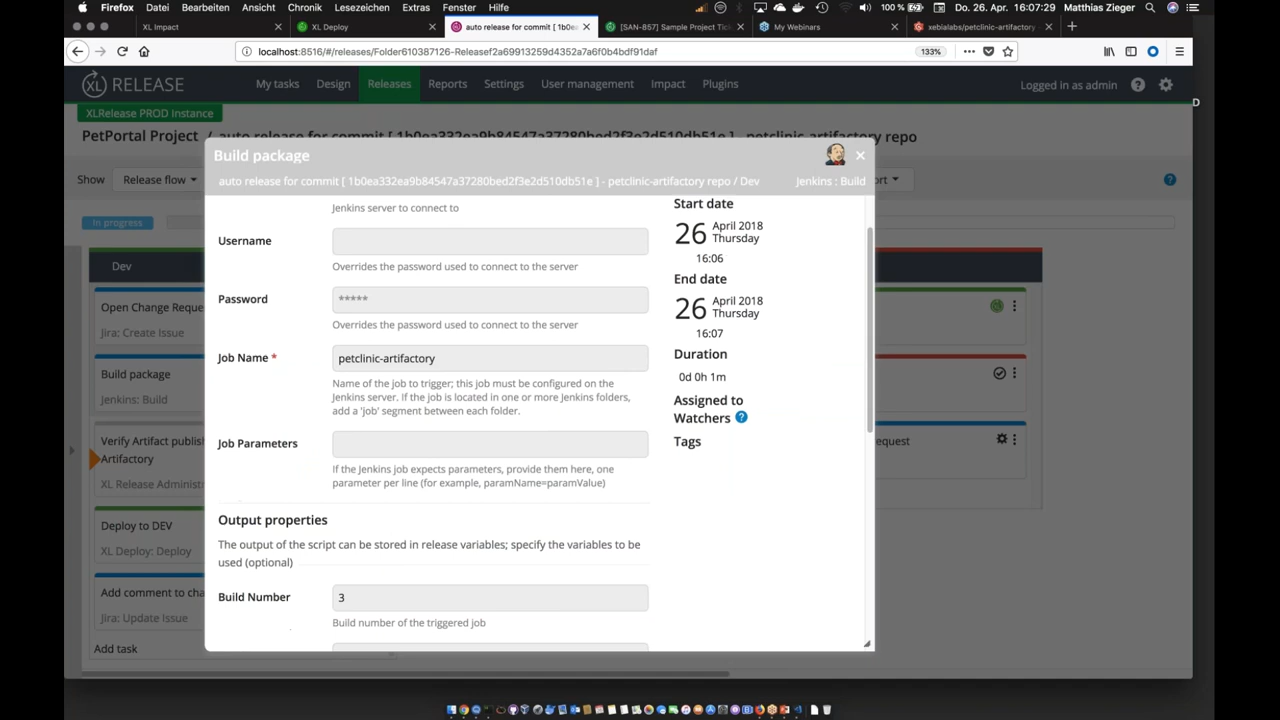 Firefox Datei Bearbeiten Ansicht Chronik Lesezeichen Extras Fenster Hilfe 100 % Do. 26. Apr. 16:07:29 Matthias Zieger
XL Impact XL Deploy auto release for commit [ 1b0ea [SAN-857] Sample Project Tick My Webinars xebialabs/petclinic-artifactory
localhost:8516/#/releases/Folder610387126-Releasef2a69913259d4352a7a6f0b4bdf91daf 133%
XL RELEASE My tasks Design Releases Reports Settings User management Impact Plugins Logged in as admin
XLRelease PROD Instance
PetPortal Project / auto release for commit [ 1b0ea332ea9b84547a37280bed2f3e2d510db51e ] - petclinic-artifactory repo
Build package
Show Release flow
auto release for commit [ 1b0ea332ea9b84547a37280bed2f3e2d510db51e ] - petclinic-artifactory repo / Dev Jenkins : Build
In progress
Dev
Open Change Reque
Jira: Create Issue
Build package
Jenkins: Build
Verify Artifact publis
Artifactory
XL Release Administ
Deploy to DEV
XL Deploy: Deploy
Add comment to cha
Jira: Update Issue
Add task
Jenkins server to connect to
Username
Overrides the password used to connect to the server
Password *****
Overrides the password used to connect to the server
Job Name * petclinic-artifactory
Name of the job to trigger; this job must be configured on the
Jenkins server. If the job is located in one or more Jenkins folders,
add a 'job' segment between each folder.
Job Parameters
If the Jenkins job expects parameters, provide them here, one
parameter per line (for example, paramName=paramValue)
Output properties
The output of the script can be stored in release variables; specify the variables to be
used (optional)
Build Number 3
Build number of the triggered job
Start date
26 April 2018
Thursday
16:06
End date
26 April 2018
Thursday
16:07
Duration
0d 0h 1m
Assigned to
Watchers
Tags
equest